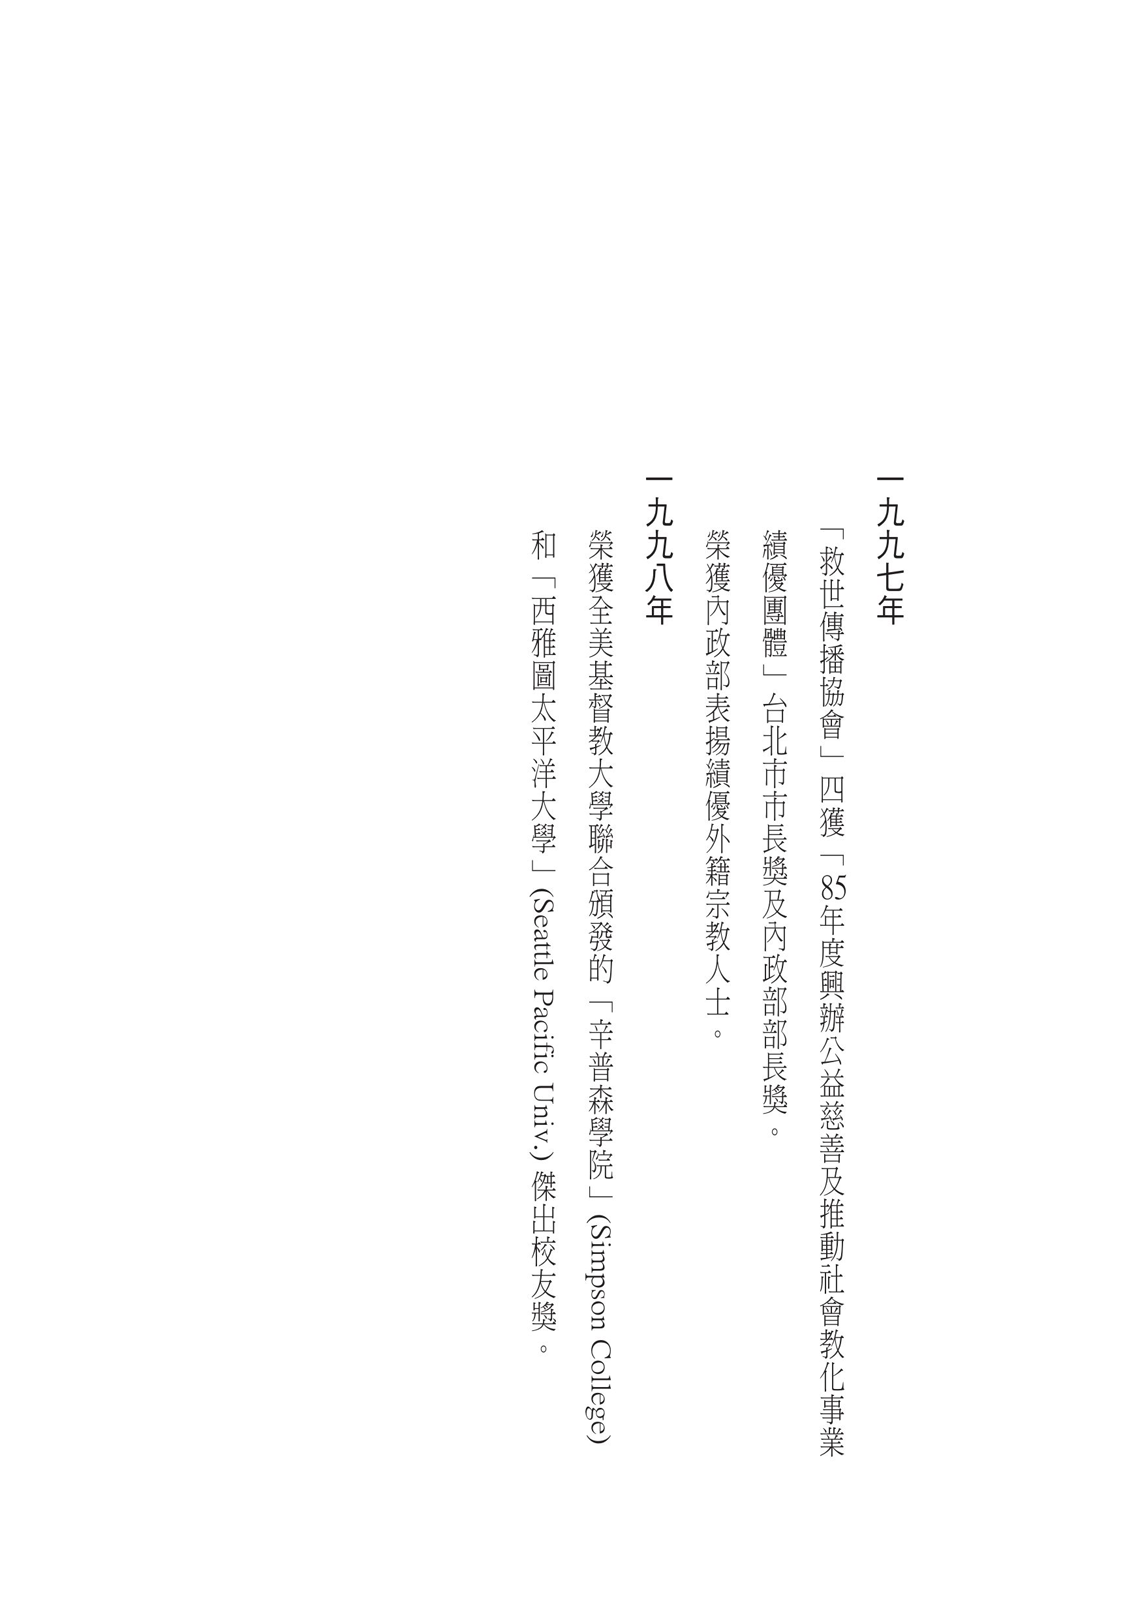 一九九七年
「救世傳播協會」四獲「85年度興辦公益慈善及推動社會教化事業
績優團體」台北市市長獎及內政部部長獎。
榮獲內政部表揚績優外籍宗教人士。
一九九八年
榮獲全美基督教大學聯合頒發的「辛普森學院」(Simpson College)
和「西雅圖太平洋大學」(Seattle Pacific Univ.) 傑出校友獎。